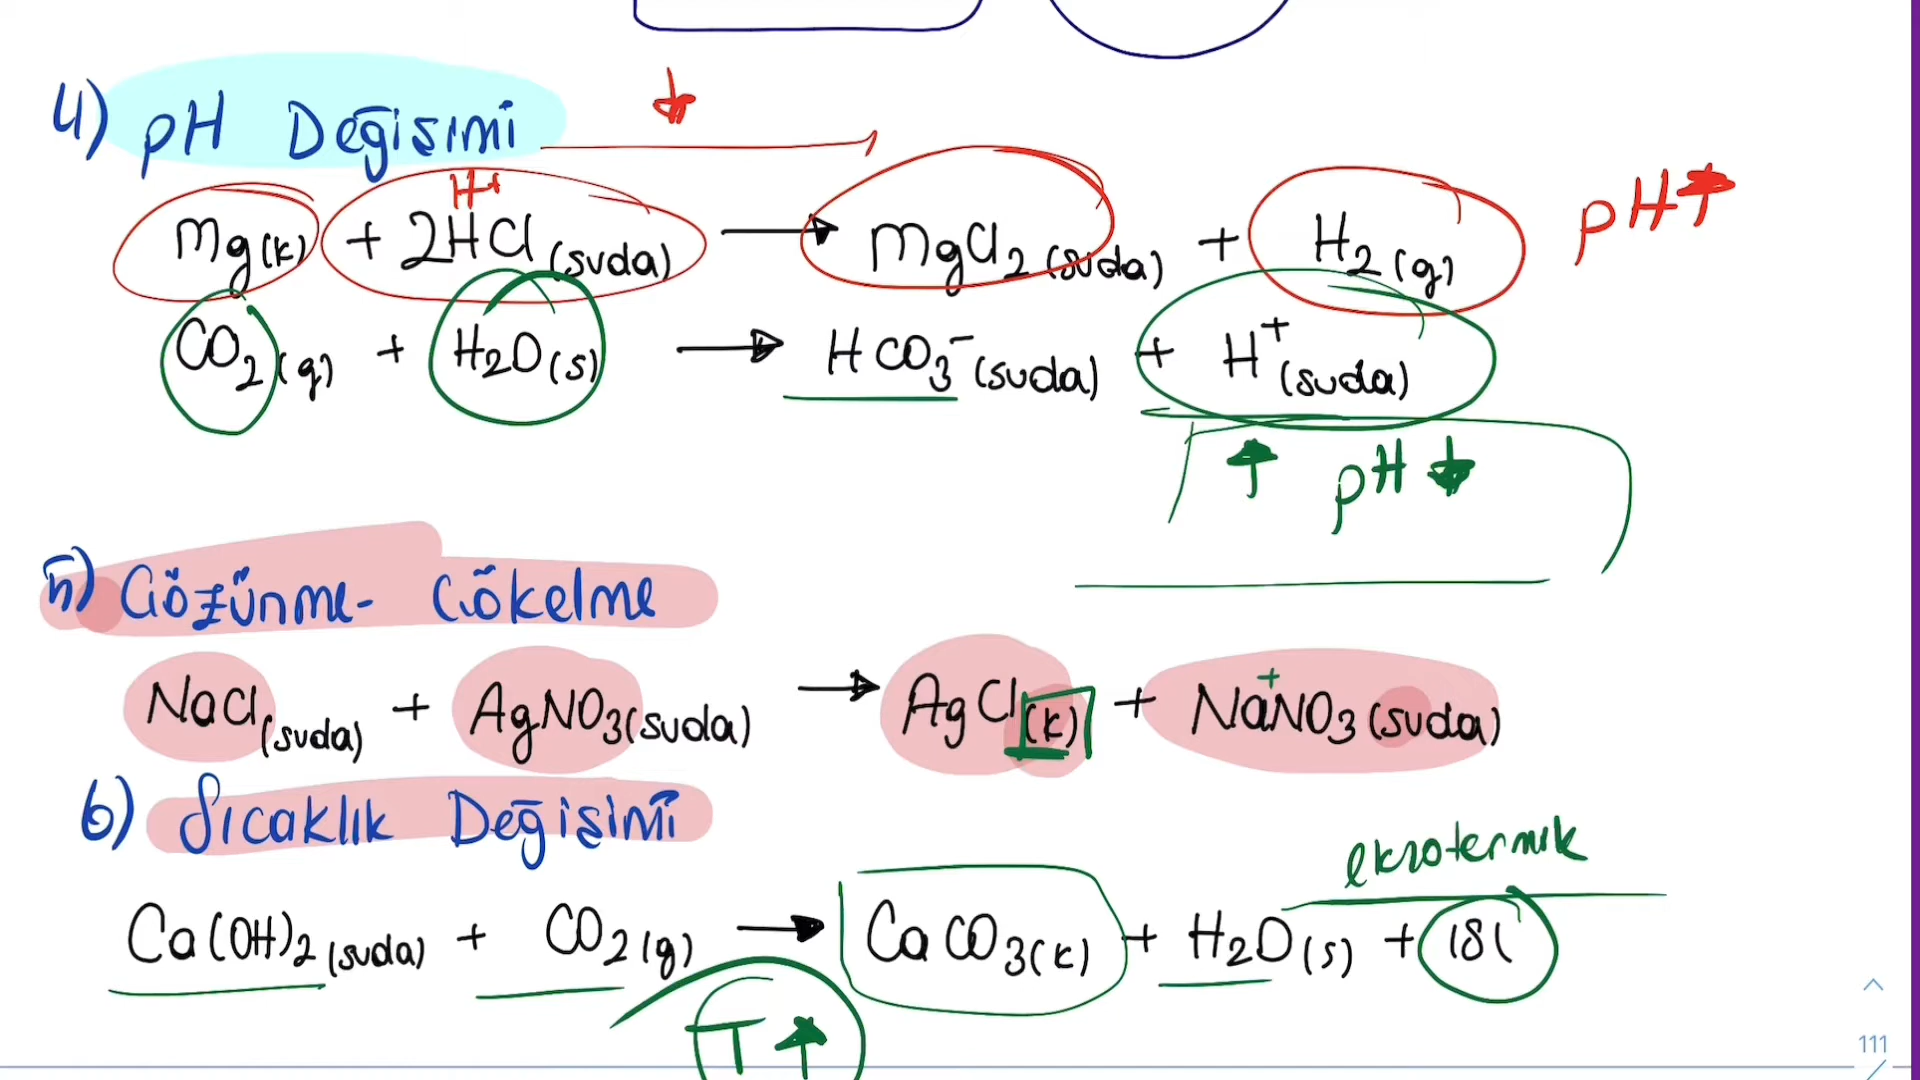 4) pH Değişimi ↓
H+
Mg(k) + 2HCl(suda) → MgCl2(suda) + H2(g) pH↑
CO2(g) + H2O(s) → HCO3-(suda) + H+(suda)
↑ pH ↓
5) Çözünme- Çökelme
NaCl(suda) + AgNO3(suda) → AgCl(k) + Na+NO3(suda)
6) Sıcaklık Değişimi
ekzotermik
Ca(OH)2(suda) + CO2(g) → CaCO3(k) + H2O(s) + ısı
T ↑
111